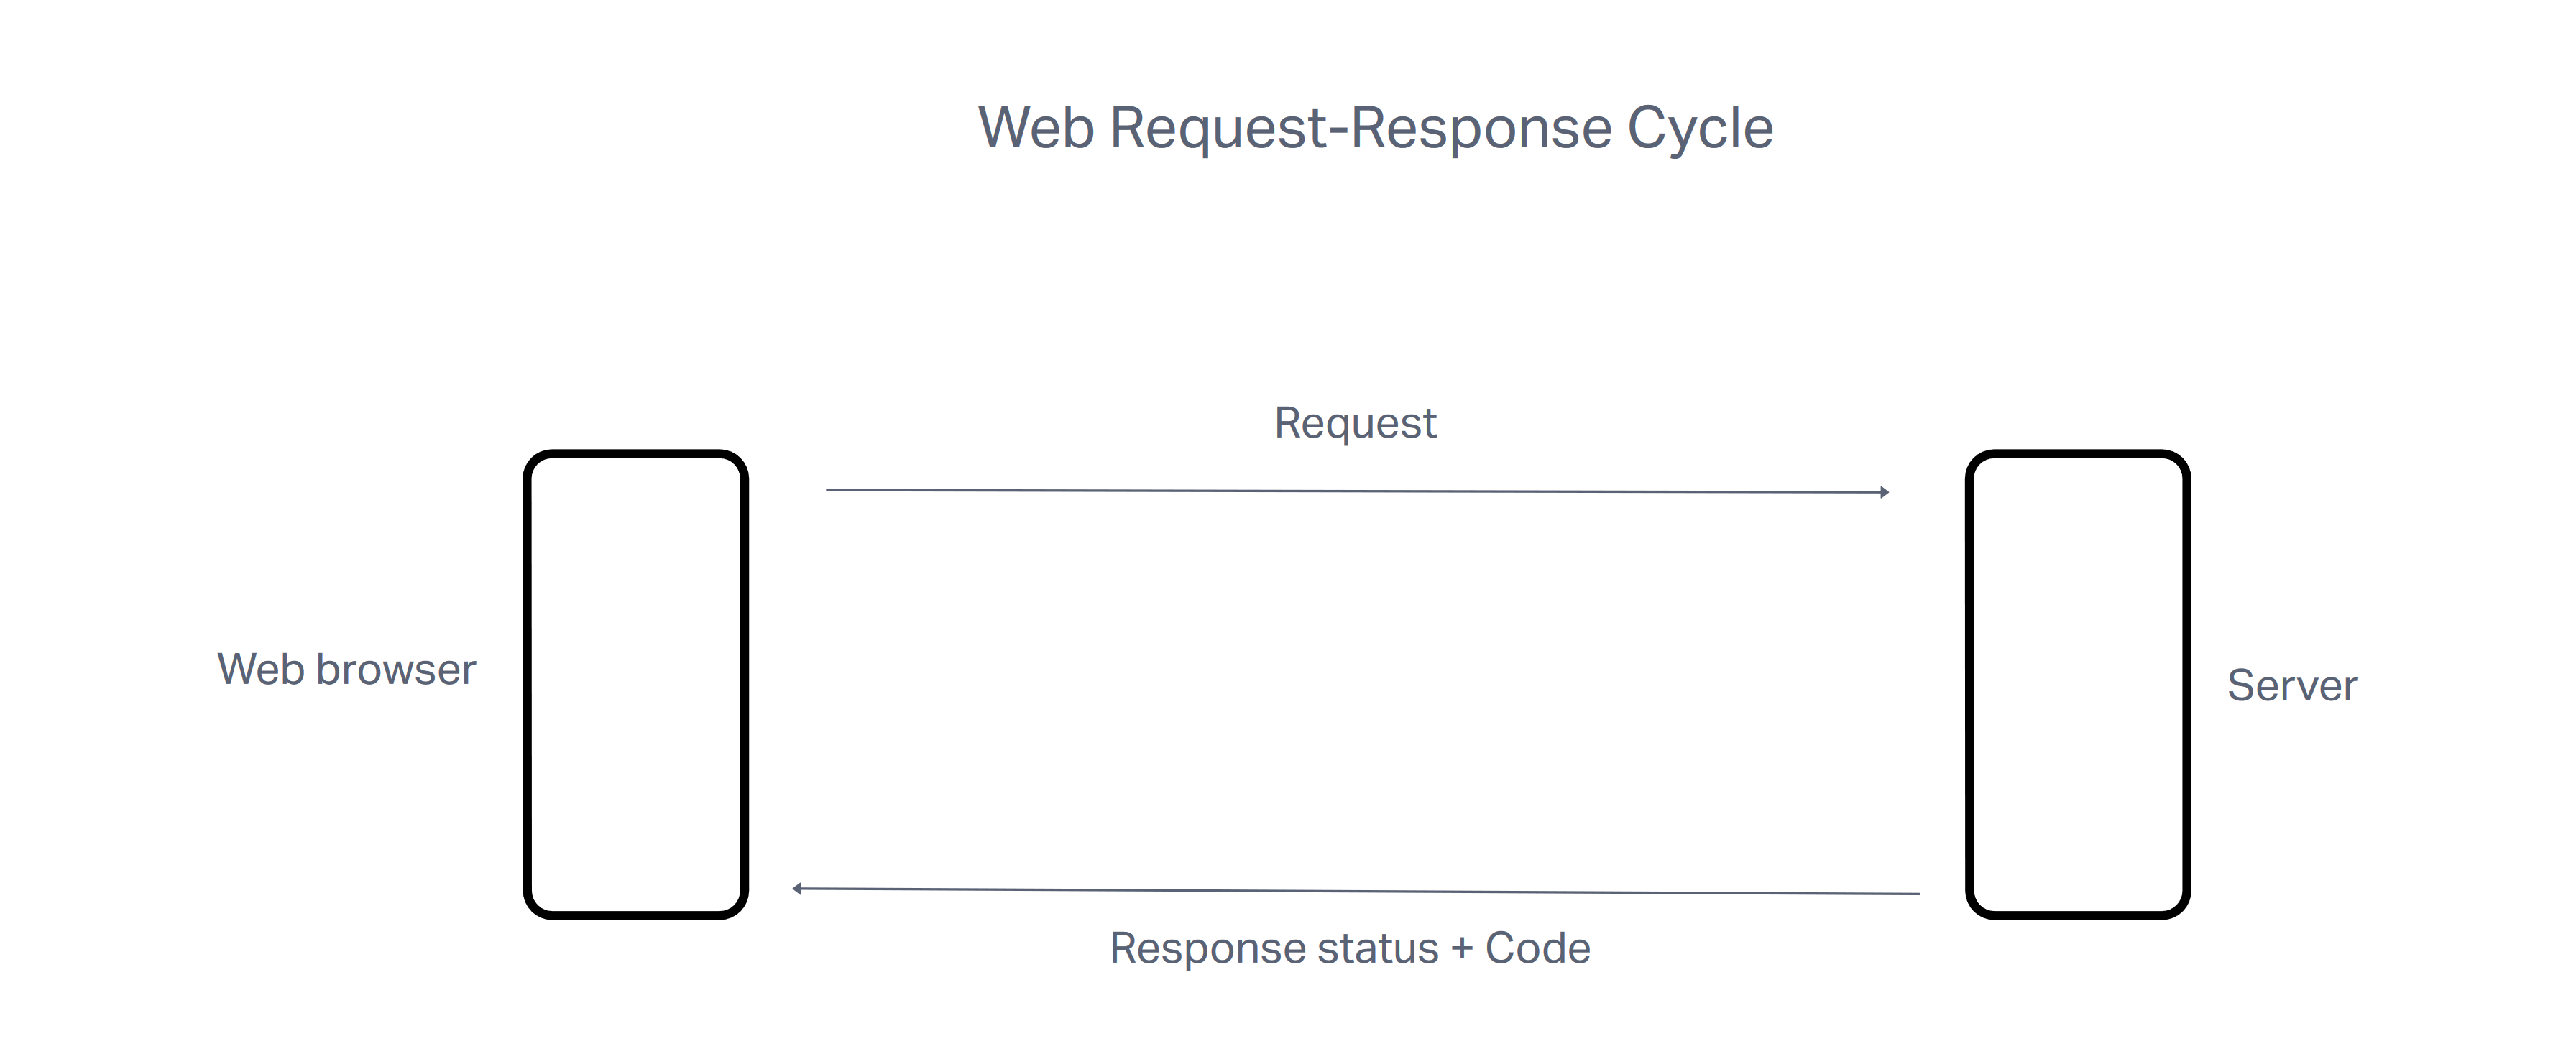 Web Request-Response Cycle
Request
Web browser
Server
Response status + Code